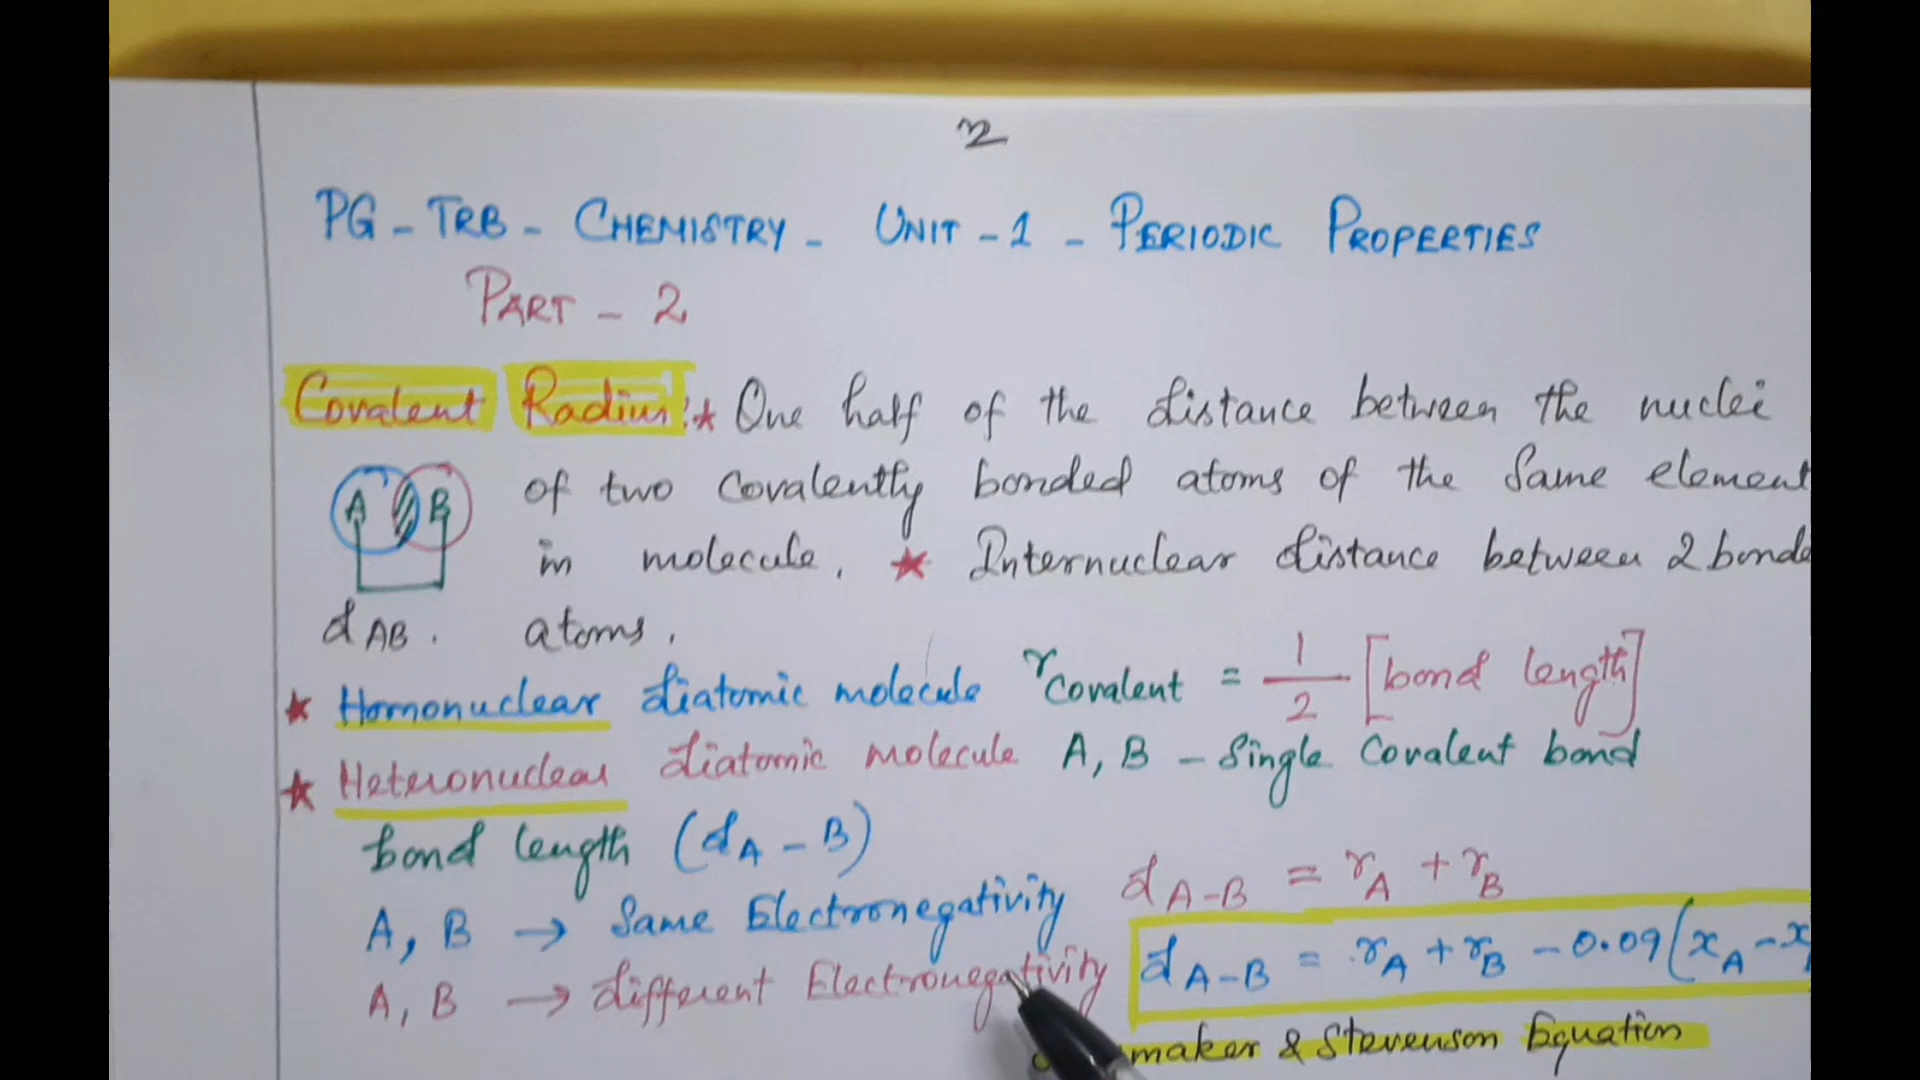 2
PG - TRB - CHEMISTRY - UNIT - 1 - PERIODIC PROPERTIES
PART - 2
Covalent Radius: ★ One half of the distance between the nuclei
A B of two covalently bonded atoms of the same element
in molecule. ★ Internuclear distance between 2 bonde
dAB. atoms.
★ Homonuclear diatomic molecule rcovalent = 1/2 [bond length]
★ Heteronuclear diatomic molecule A, B - Single Covalent bond
bond length (dA - B)
dA-B = rA + rB
A, B → Same Electronegativity
dA-B = rA + rB - 0.09(xA - x
A, B → different Electronegativity
maker & Stevenson Equation